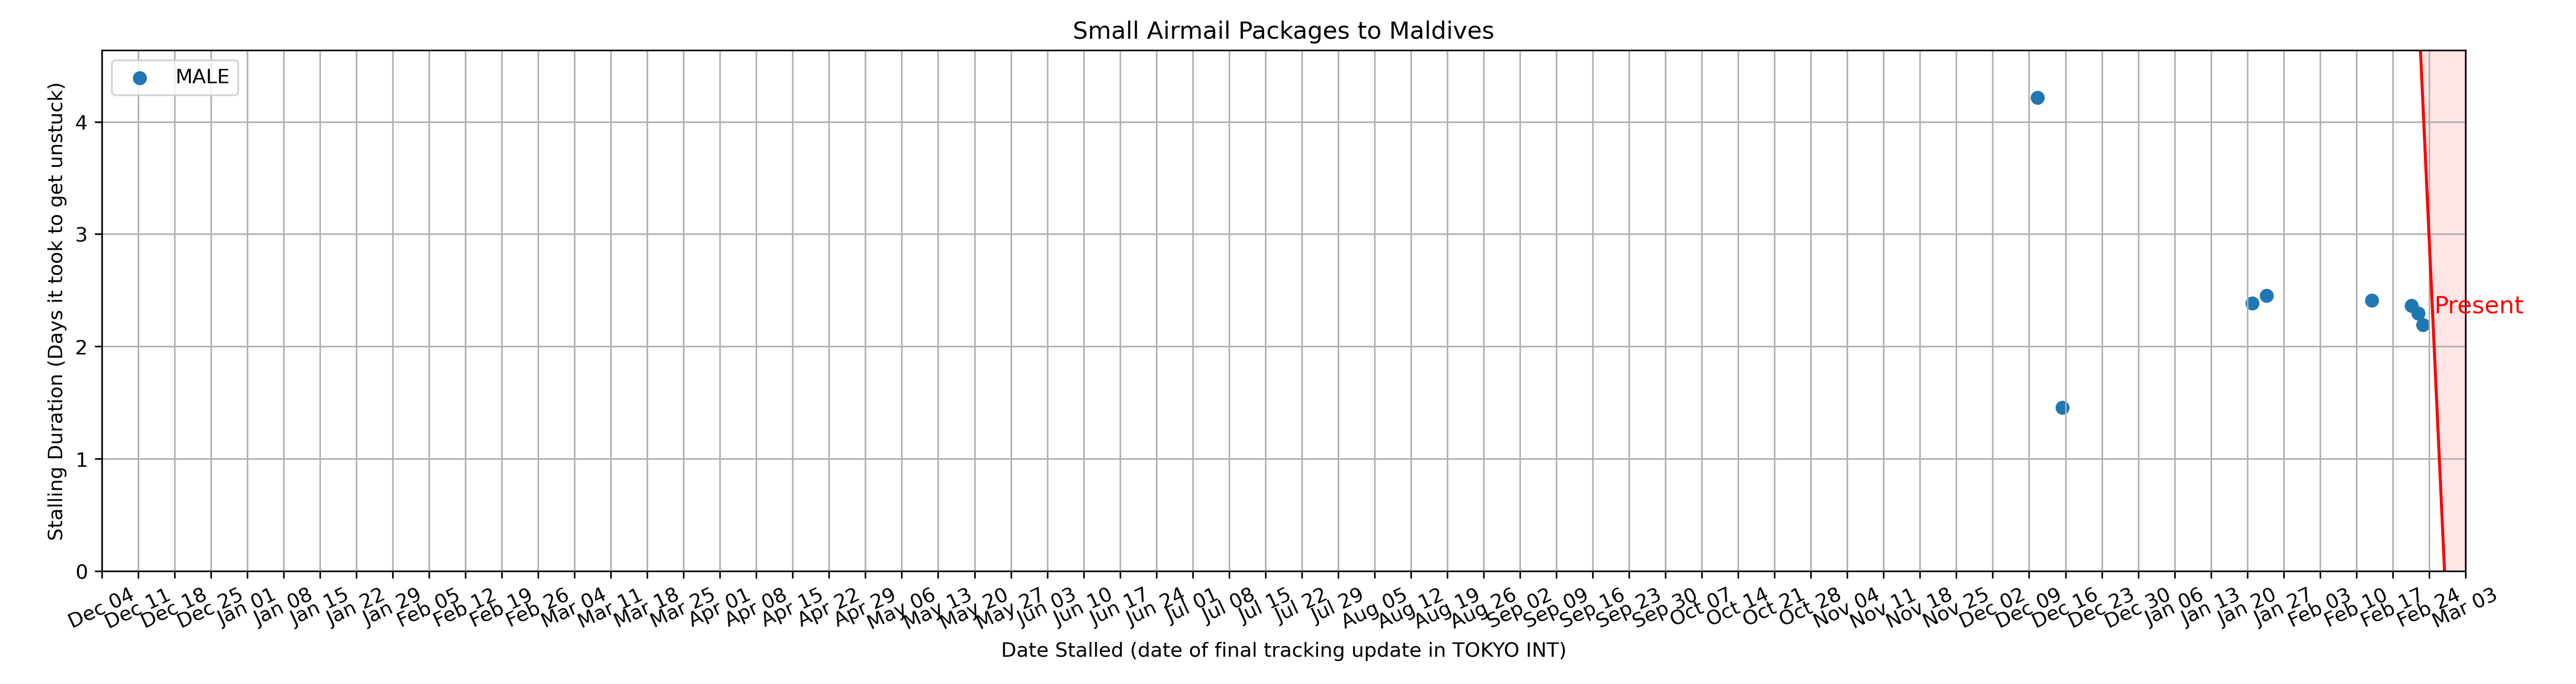 Small Airmail Packages to Maldives
MALE
Stalling Duration (Days it took to get unstuck)
4
3
2
1
0
Present
Dec 04
Dec 11
Dec 18
Dec 25
Jan 01
Jan 08
Jan 15
Jan 22
Jan 29
Feb 05
Feb 12
Feb 19
Feb 26
Mar 04
Mar 11
Mar 18
Mar 25
Apr 01
Apr 08
Apr 15
Apr 22
Apr 29
May 06
May 13
May 20
May 27
Jun 03
Jun 10
Jun 17
Jun 24
Jul 01
Jul 08
Jul 15
Jul 22
Jul 29
Aug 05
Aug 12
Aug 19
Aug 26
Sep 02
Sep 09
Sep 16
Sep 23
Sep 30
Oct 07
Oct 14
Oct 21
Oct 28
Nov 04
Nov 11
Nov 18
Nov 25
Dec 02
Dec 09
Dec 16
Dec 23
Dec 30
Jan 06
Jan 13
Jan 20
Jan 27
Feb 03
Feb 10
Feb 17
Feb 24
Mar 03
Date Stalled (date of final tracking update in TOKYO INT)